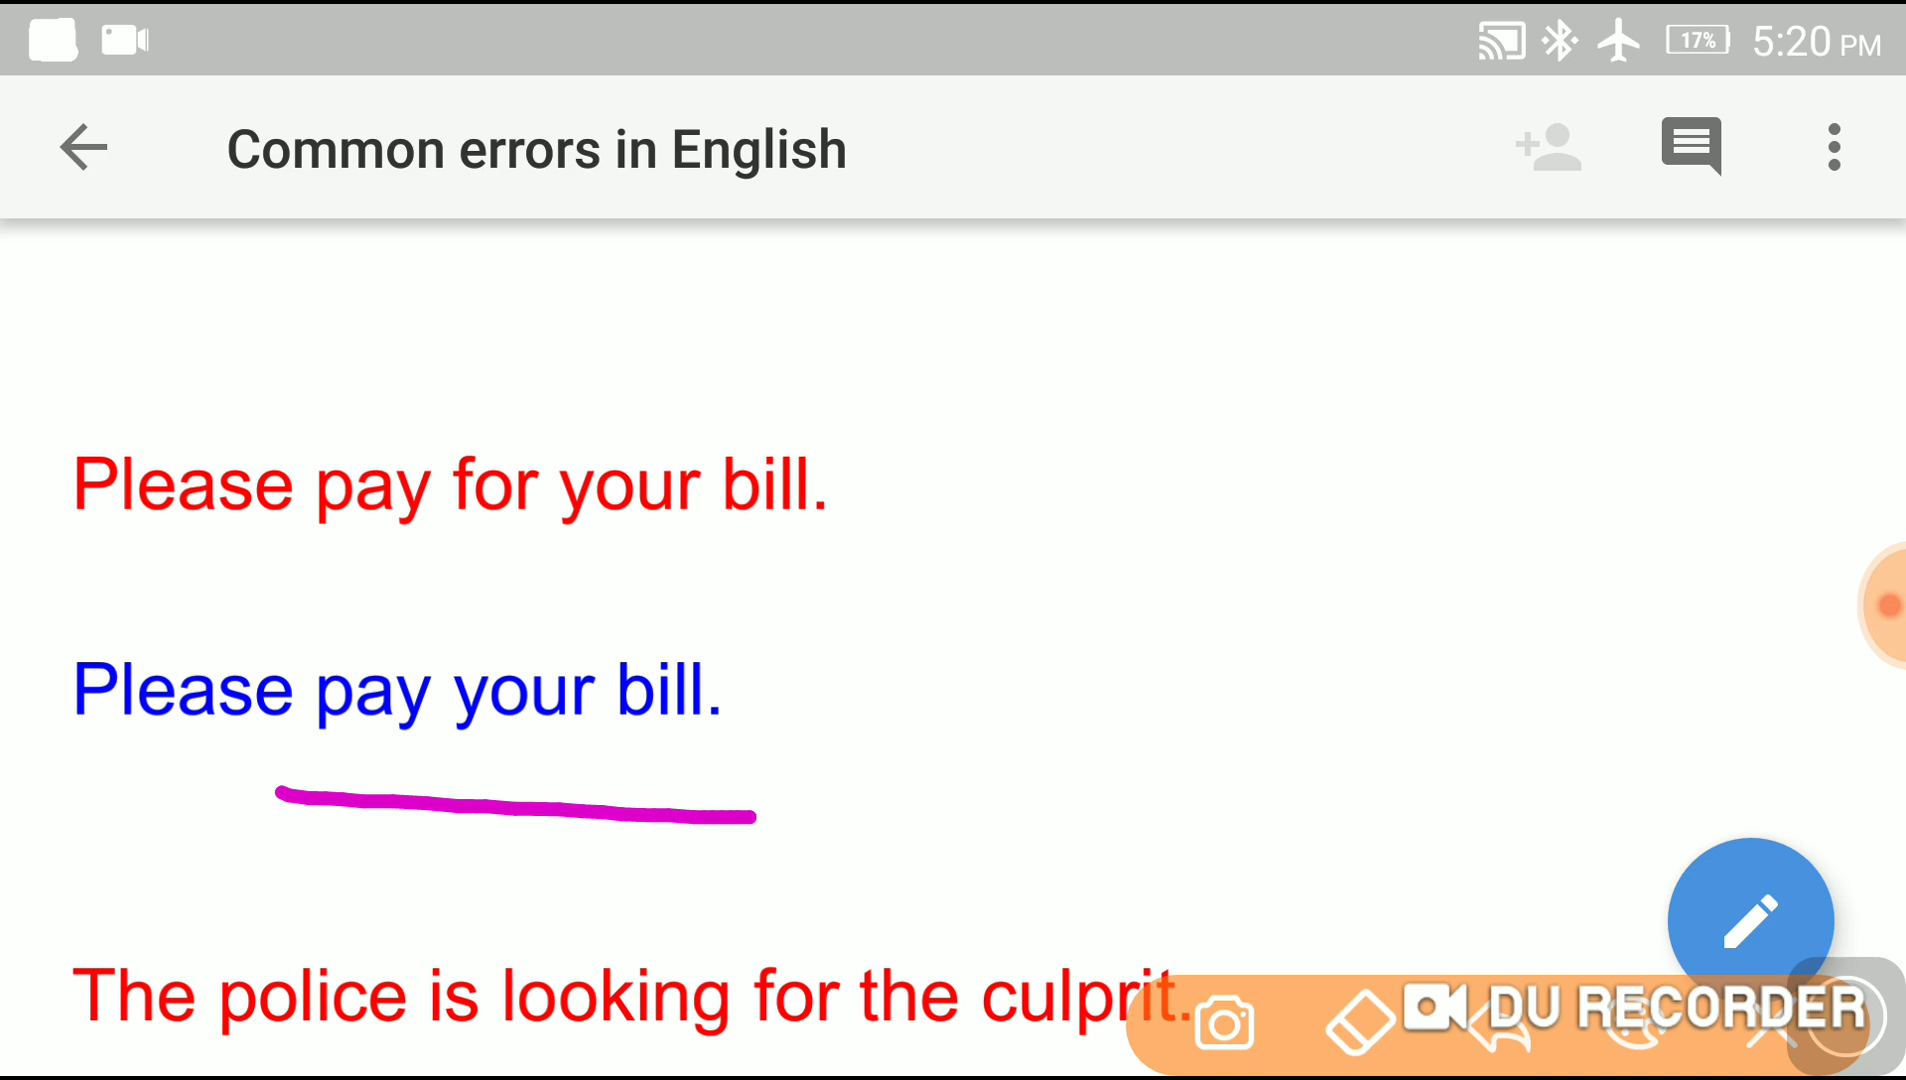 17% 5:20 PM
Common errors in English
Please pay for your bill.
Please pay your bill.
The police is looking for the culprit.
DU RECORDER